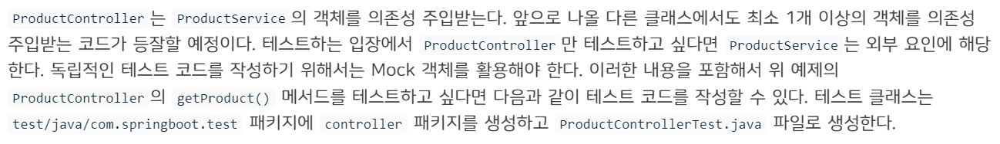 ProductController 는 ProductService 의 객체를 의존성 주입받는다. 앞으로 나올 다른 클래스에서도 최소 1개 이상의 객체를 의존성
주입받는 코드가 등잘할 예정이다. 테스트하는 입장에서 ProductController 만 테스트하고 싶다면 ProductService 는 외부 요인에 해당
한다. 독립적인 테스트 코드를 작성하기 위해서는 Mock 객체를 활용해야 한다. 이러한 내용을 포함해서 위 예제의
ProductController 의 getProduct() 메서드를 테스트하고 싶다면 다음과 같이 테스트 코드를 작성할 수 있다. 테스트 클래스는
test/java/com.springboot.test 패키지에 controller 패키지를 생성하고 ProductControllerTest.java 파일로 생성한다.